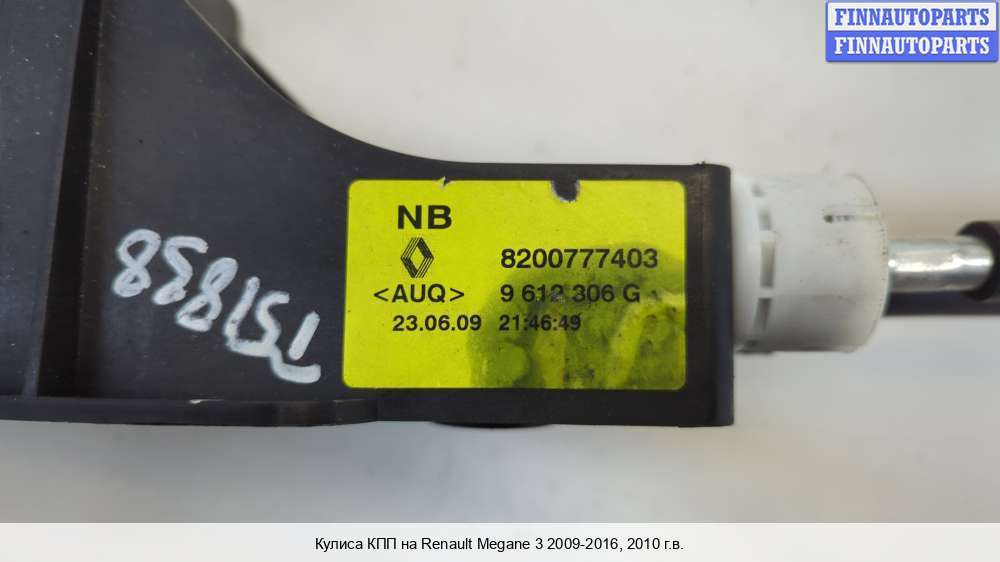 FINNAUTOPARTS
FINNAUTOPARTS
NB
8200777403
<AUQ> 9 612 306 G
23.06.09 21:46:49
Кулиса КПП на Renault Megane 3 2009-2016, 2010 г.в.